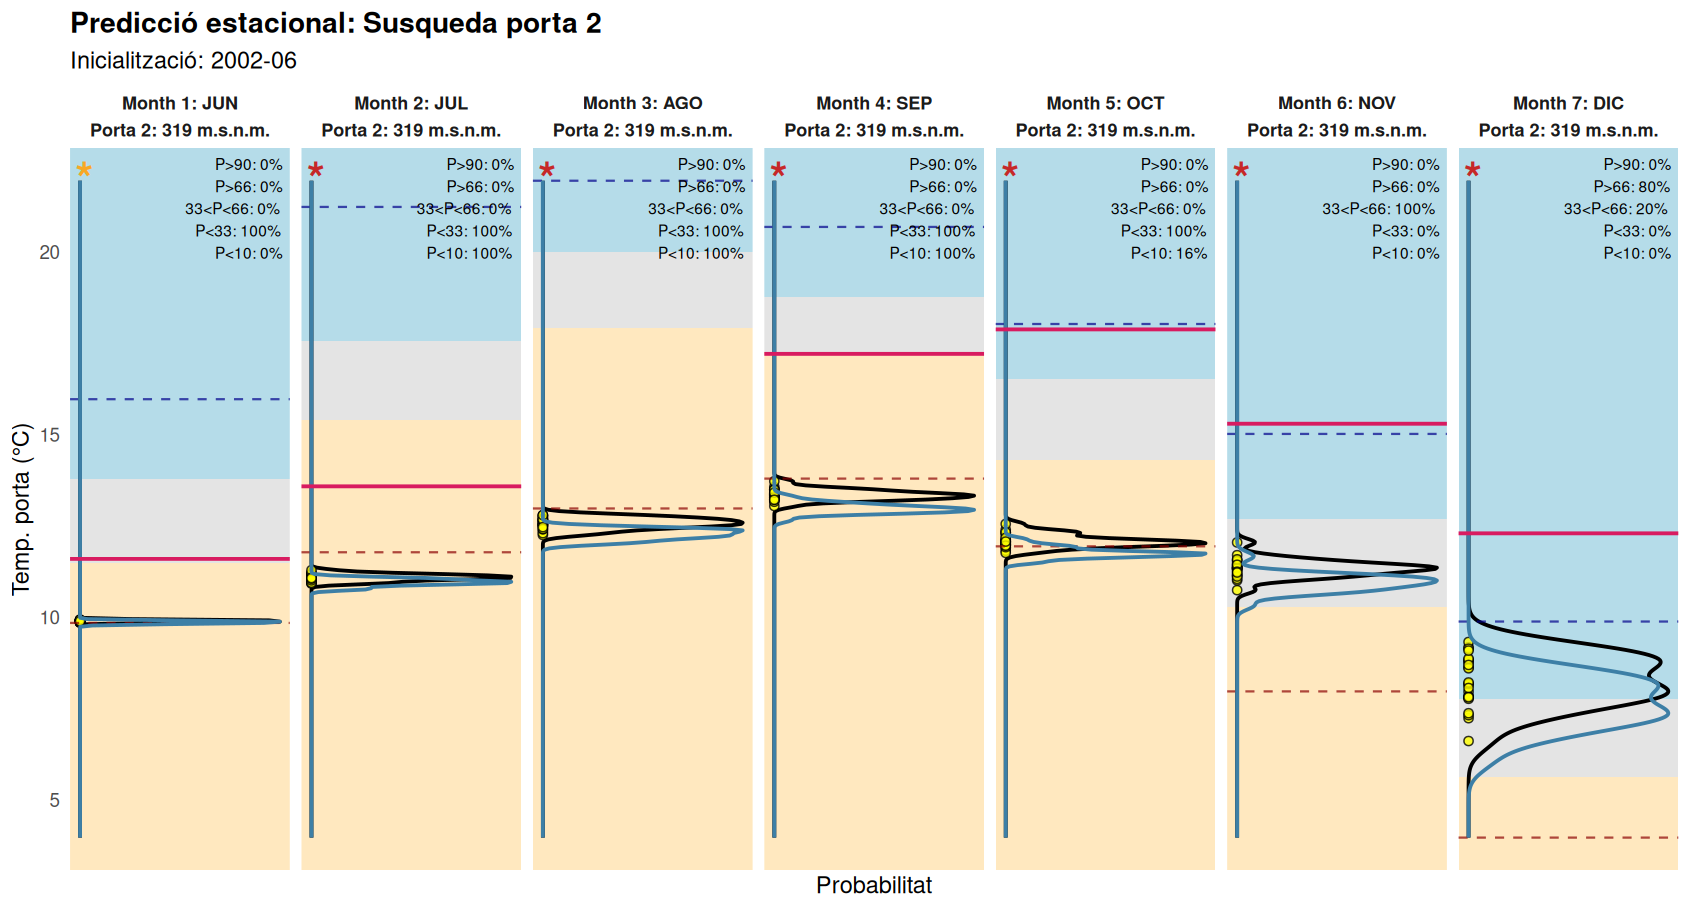 Predicció estacional: Susqueda porta 2
Inicialització: 2002-06
Month 1: JUN
Porta 2: 319 m.s.n.m.
Month 2: JUL
Porta 2: 319 m.s.n.m.
Month 3: AGO
Porta 2: 319 m.s.n.m.
Month 4: SEP
Porta 2: 319 m.s.n.m.
Month 5: OCT
Porta 2: 319 m.s.n.m.
Month 6: NOV
Porta 2: 319 m.s.n.m.
Month 7: DIC
Porta 2: 319 m.s.n.m.
*
P>90: 0%
P>66: 0%
33<P<66: 0%
P<33: 100%
P<10: 0%
*
P>90: 0%
P>66: 0%
33<P<66: 0%
P<33: 100%
P<10: 100%
*
P>90: 0%
P>66: 0%
33<P<66: 0%
P<33: 100%
P<10: 100%
*
P>90: 0%
P>66: 0%
33<P<66: 0%
P<33: 100%
P<10: 100%
*
P>90: 0%
P>66: 0%
33<P<66: 0%
P<33: 100%
P<10: 16%
*
P>90: 0%
P>66: 0%
33<P<66: 100%
P<33: 0%
P<10: 0%
*
P>90: 0%
P>66: 80%
33<P<66: 20%
P<33: 0%
P<10: 0%
20
15
10
5
Temp. porta (°C)
Probabilitat